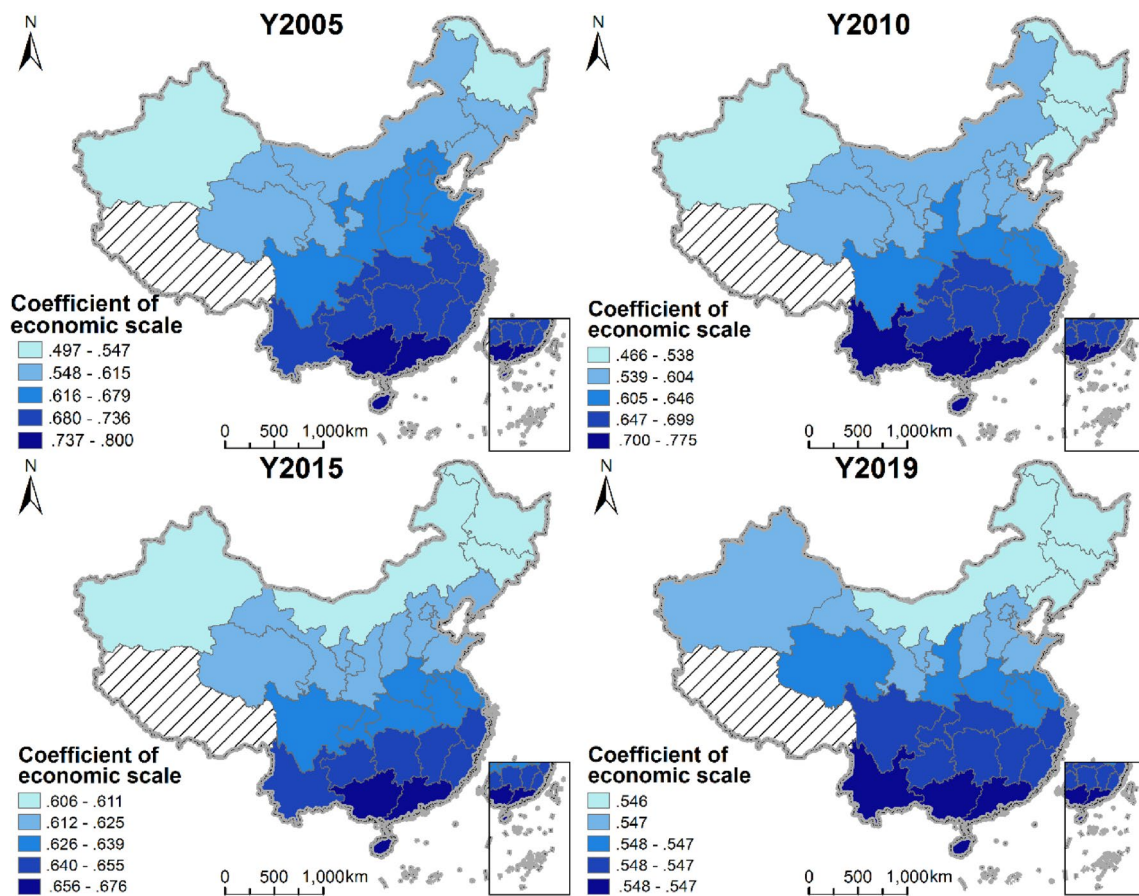 N
Y2005
Coefficient of
economic scale
.497 - .547
.548 - .615
.616 - .679
.680 - .736
.737 - .800
0 500 1,000km
N
Y2010
Coefficient of
economic scale
.466 - .538
.539 - .604
.605 - .646
.647 - .699
.700 - .775
0 500 1,000km
N
Y2015
Coefficient of
economic scale
.606 - .611
.612 - .625
.626 - .639
.640 - .655
.656 - .676
0 500 1,000km
N
Y2019
Coefficient of
economic scale
.546
.547
.548 - .547
.548 - .547
.548 - .547
0 500 1,000km